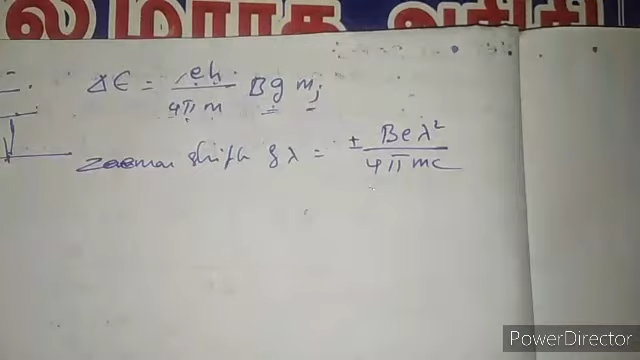 ΔE = eh/4πm Bg mj
Zeeman shift δλ = ± Beλ²/4πmc
PowerDirector